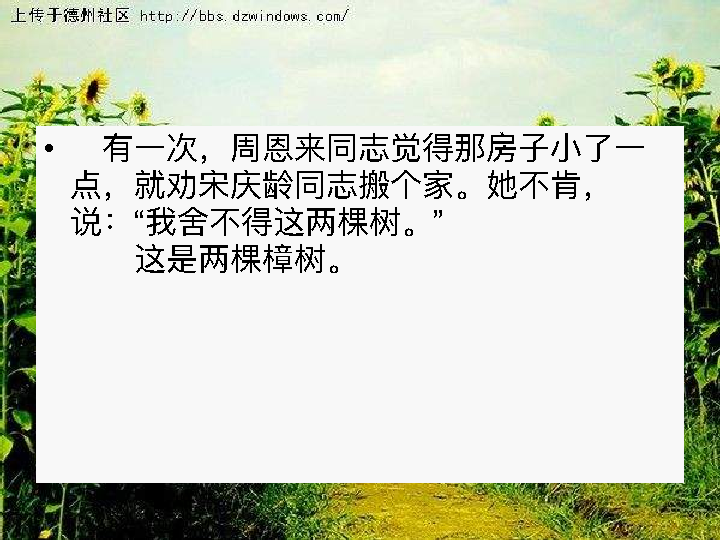 上传于德州社区 http://bbs.dzwindows.com/
• 有一次，周恩来同志觉得那房子小了一
点，就劝宋庆龄同志搬个家。她不肯，
说：“我舍不得这两棵树。”
这是两棵樟树。